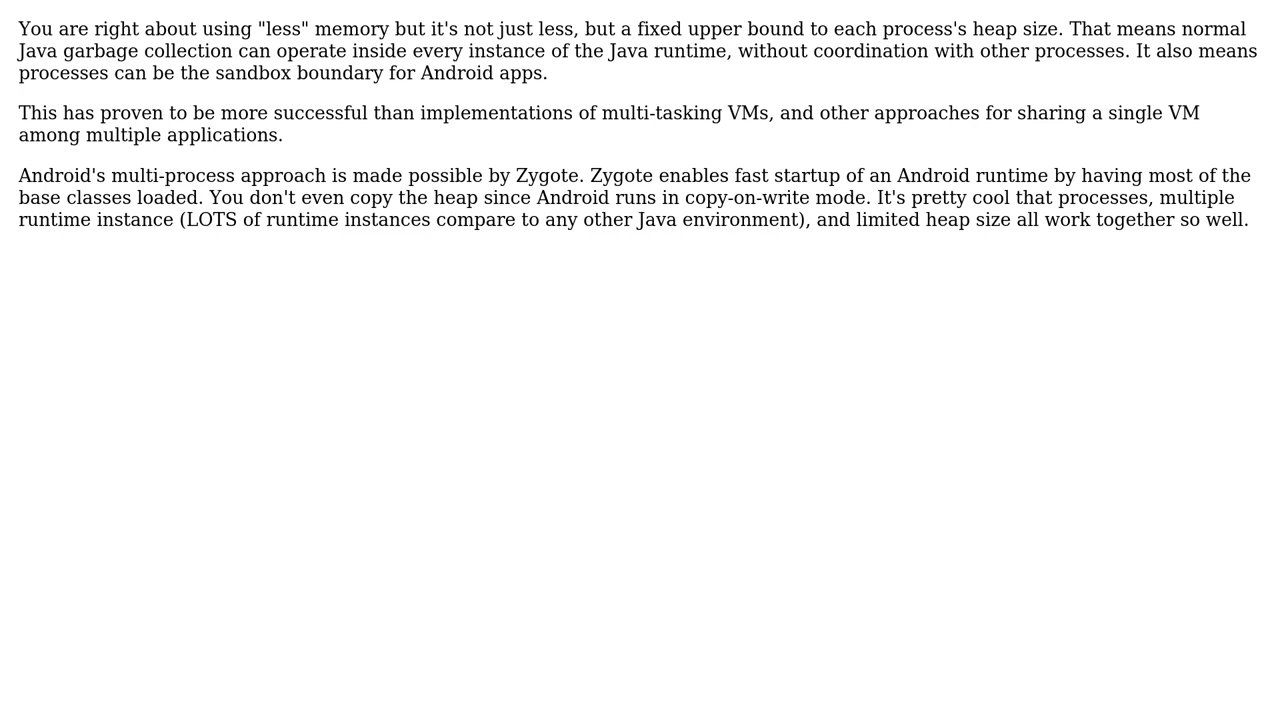 You are right about using "less" memory but it's not just less, but a fixed upper bound to each process's heap size. That means normal
Java garbage collection can operate inside every instance of the Java runtime, without coordination with other processes. It also means
processes can be the sandbox boundary for Android apps.
This has proven to be more successful than implementations of multi-tasking VMs, and other approaches for sharing a single VM
among multiple applications.
Android's multi-process approach is made possible by Zygote. Zygote enables fast startup of an Android runtime by having most of the
base classes loaded. You don't even copy the heap since Android runs in copy-on-write mode. It's pretty cool that processes, multiple
runtime instance (LOTS of runtime instances compare to any other Java environment), and limited heap size all work together so well.